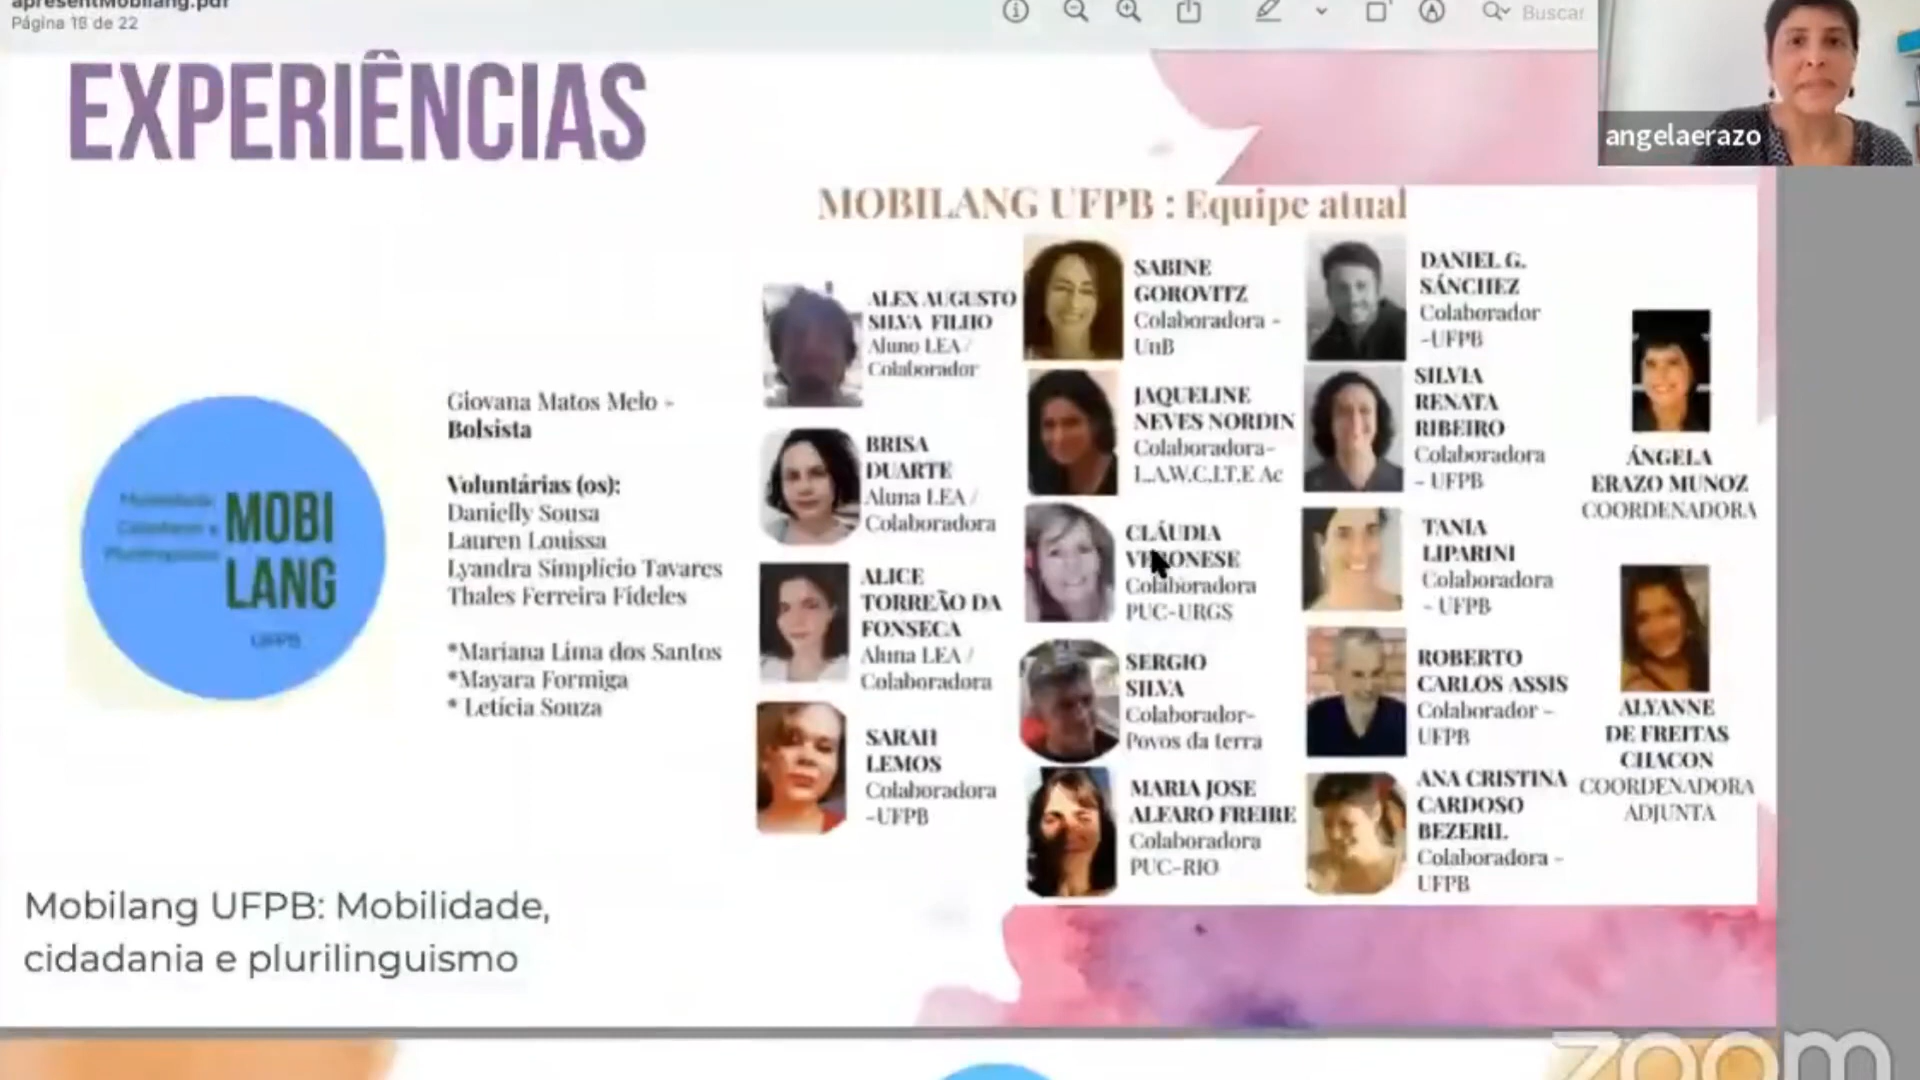 apresentMobilang.pdf
Página 18 de 22
Buscar
angelaerazo
EXPERIÊNCIAS
MOBILANG UFPB : Equipe atual
MOBI
LANG
UFPB
Giovana Matos Melo -
Bolsista
Voluntárias (os):
Danielly Sousa
Lauren Louissa
Lyandra Simplício Tavares
Thales Ferreira Fideles
*Mariana Lima dos Santos
*Mayara Formiga
* Letícia Souza
ALEX AUGUSTO
SILVA FILHO
Aluno LEA /
Colaborador
BRISA
DUARTE
Aluna LEA /
Colaboradora
ALICE
TORREÃO DA
FONSECA
Aluna LEA /
Colaboradora
SARAH
LEMOS
Colaboradora
-UFPB
SABINE
GOROVITZ
Colaboradora -
UnB
JAQUELINE
NEVES NORDIN
Colaboradora-
L.A.W.C.I.T.E Ac
CLÁUDIA
VERONESE
Colaboradora
PUC-URGS
SERGIO
SILVA
Colaborador-
Povos da terra
MARIA JOSE
ALFARO FREIRE
Colaboradora
PUC-RIO
DANIEL G.
SÁNCHEZ
Colaborador
-UFPB
SILVIA
RENATA
RIBEIRO
Colaboradora
- UFPB
TANIA
LIPARINI
Colaboradora
- UFPB
ROBERTO
CARLOS ASSIS
Colaborador -
UFPB
ANA CRISTINA
CARDOSO
BEZERIL
Colaboradora -
UFPB
ÁNGELA
ERAZO MUNOZ
COORDENADORA
ALYANNE
DE FREITAS
CHACON
COORDENADORA
ADJUNTA
Mobilang UFPB: Mobilidade,
cidadania e plurilinguismo
zoom